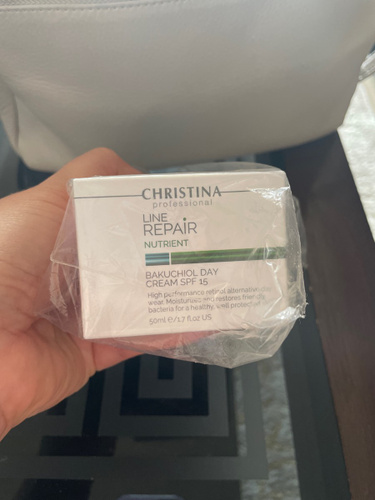 CHRISTINA
professional
LINE
REPAIR
NUTRIENT
BAKUCHIOL DAY
CREAM SPF 15
High performance retinol alternative
wear. Moisturises and restores friendly
bacteria for a healthy, well protected
50ml e/1.7 fl.oz US